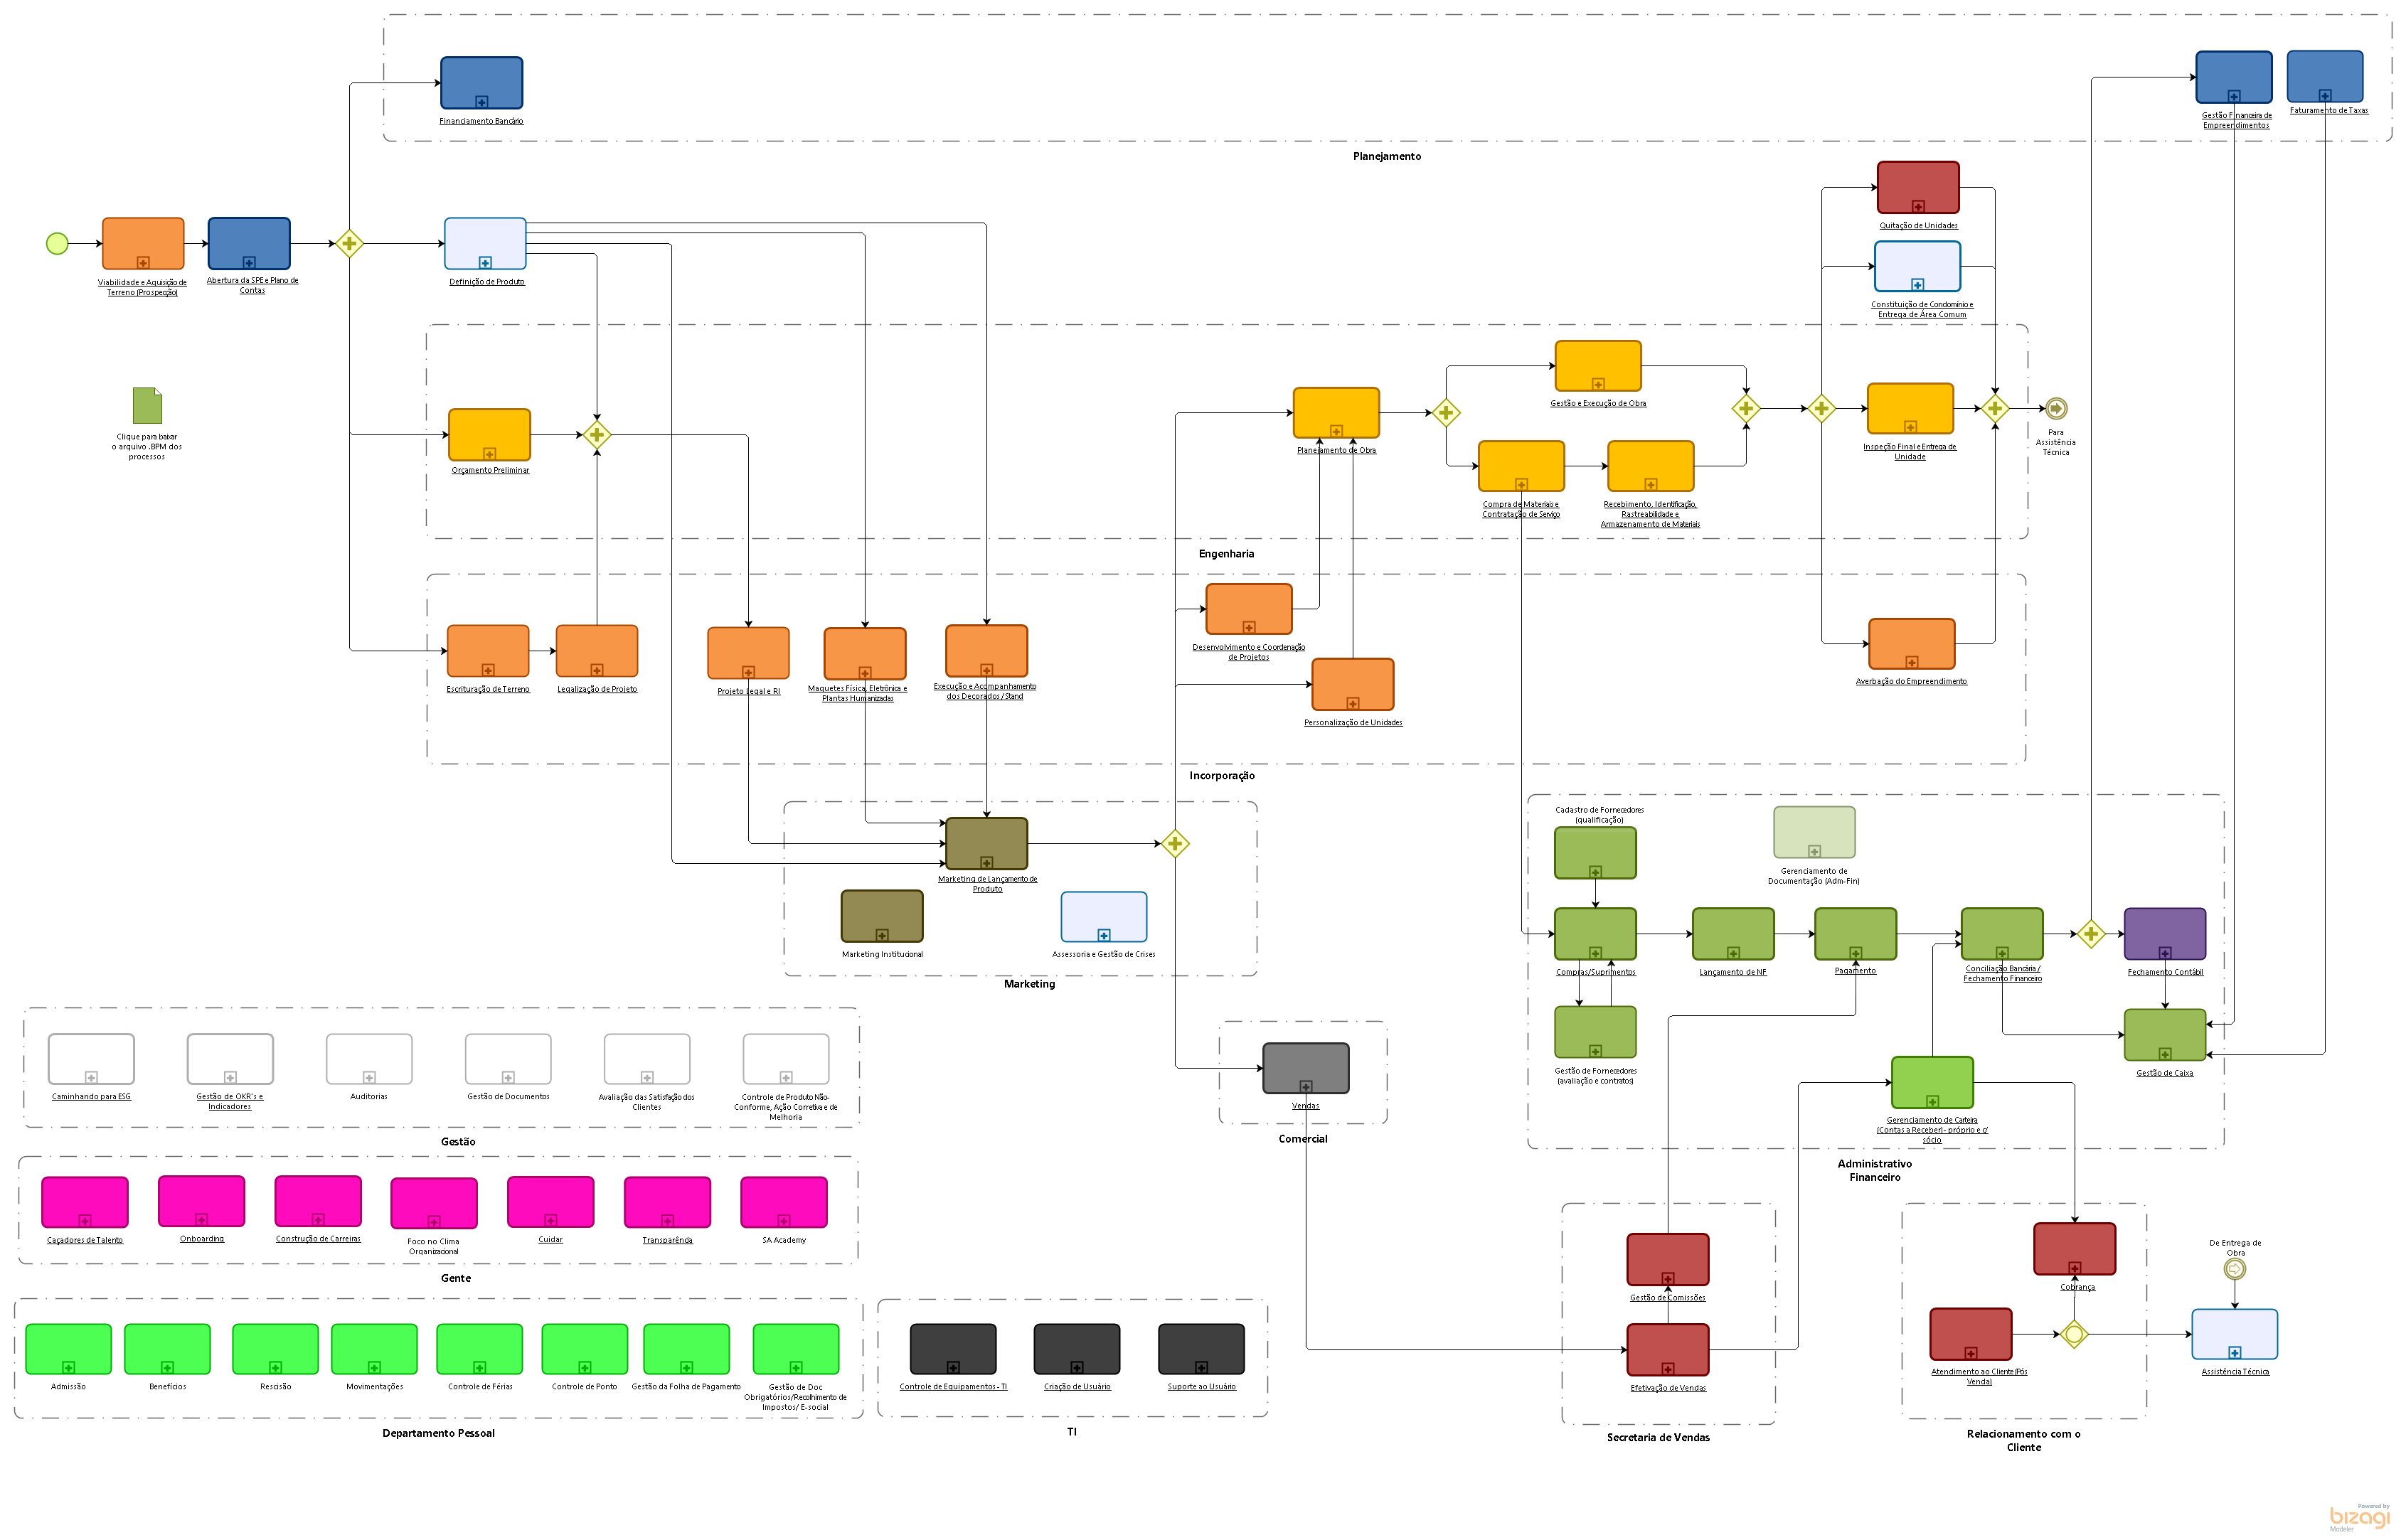 Financiamento Bancário
Gestão Financeira de
Empreendimentos
Faturamento de Taxas
Planejamento
Quitação de Unidades
Viabilidade e Aquisição de
Terreno (Prospecção)
Abertura da SPE e Plano de
Contas
Definição de Produto
Constituição de Condomínio e
Entrega de Área Comum
Clique para baixar
o arquivo .BPM dos
processos
Orçamento Preliminar
Planejamento de Obra
Gestão e Execução de Obra
Compra de Materiais e
Contratação de Serviço
Recebimento, Identificação,
Rastreabilidade e
Armazenamento de Materiais
Inspeção Final e Entrega de
Unidade
Para
Assistência
Técnica
Engenharia
Escrituração de Terreno
Legalização de Projeto
Projeto Legal e RI
Maquetes Física, Eletrônica e
Plantas Humanizadas
Execução e Acompanhamento
dos Decorados / Stand
Desenvolvimento e Coordenação
de Projetos
Personalização de Unidades
Averbação do Empreendimento
Incorporação
Marketing de Lançamento de
Produto
Marketing Institucional
Assessoria e Gestão de Crises
Marketing
Cadastro de Fornecedores
(qualificação)
Gerenciamento de
Documentação (Adm-Fin)
Compras/Suprimentos
Lançamento de NF
Pagamento
Conciliação Bancária /
Fechamento Financeiro
Fechamento Contábil
Gestão de Fornecedores
(avaliação e contratos)
Gestão de Caixa
Gerenciamento de Carteira
(Contas a Receber) - próprio e c/
sócio
Administrativo
Financeiro
Caminhando para ESG
Gestão de OKR's e
Indicadores
Auditorias
Gestão de Documentos
Avaliação das Satisfação dos
Clientes
Controle de Produto Não-
Conforme, Ação Corretiva e de
Melhoria
Gestão
Vendas
Comercial
Caçadores de Talento
Onboarding
Construção de Carreiras
Foco no Clima
Organizacional
Cuidar
Transparência
SA Academy
Gente
Admissão
Benefícios
Rescisão
Movimentações
Controle de Férias
Controle de Ponto
Gestão da Folha de Pagamento
Gestão de Doc
Obrigatórios/Recolhimento de
Impostos/ E-social
Departamento Pessoal
Controle de Equipamentos - TI
Criação de Usuário
Suporte ao Usuário
TI
Gestão de Comissões
Efetivação de Vendas
Secretaria de Vendas
Cobrança
Atendimento ao Cliente(Pós
Venda)
Relacionamento com o
Cliente
De Entrega de
Obra
Assistência Técnica
Powered by
bizagi
Modeler